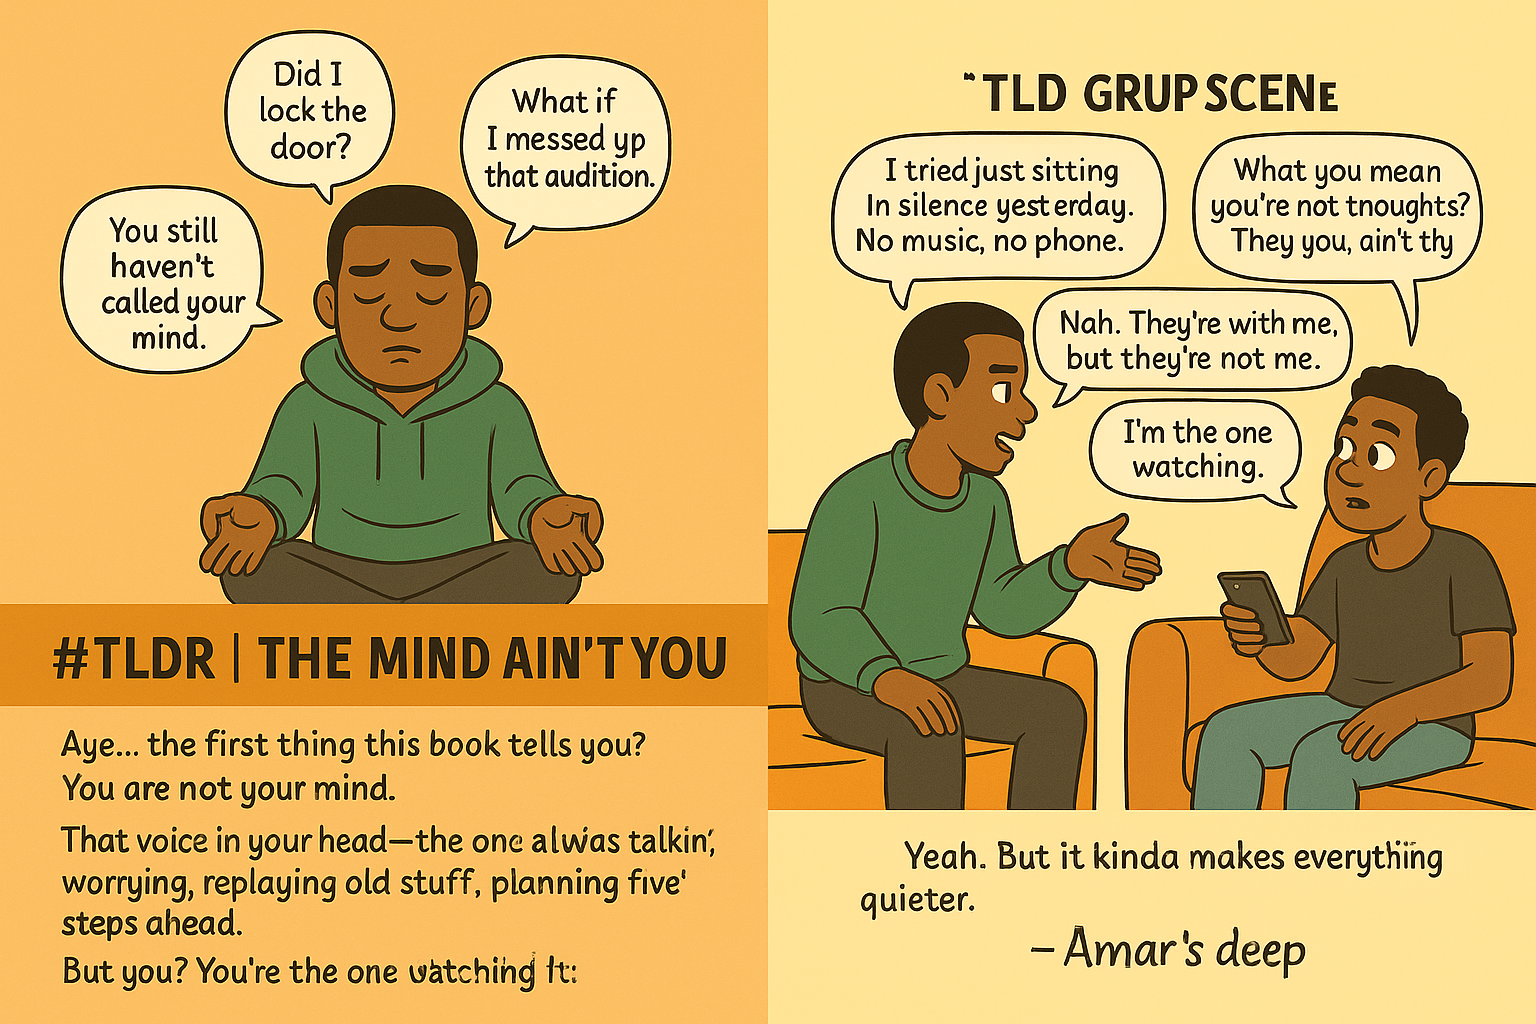 Did I
lock the
door?
What if
I messed yp
that audition.
You still
haven't
called your
mind.
#TLDR | THE MIND AIN'T YOU
Aye... the first thing this book tells you?
You are not your mind.
That voice in your head—the one alwas talkin,'
worrying, replaying old stuff, planning five'
steps ahead.
But you? You're the one watching It:
"TLD GRUP SCENE
I tried just sitting
In silence yesterday.
No music, no phone.
What you mean
you're not tnoughts?
They you, ain't thy
Nah. They're with me,
but they're not me.
I'm the one
watching.
Yeah. But it kinda makes everything
quieter.
– Amar's deep